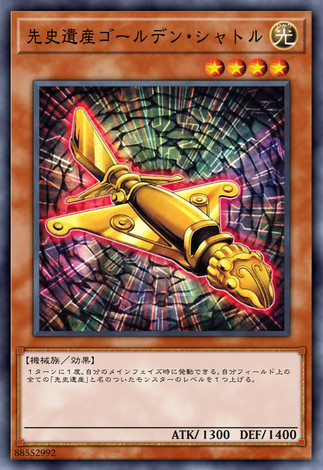 先史遺産ゴールデン・シャトル
光
【機械族／効果】
１ターンに１度、自分のメインフェイズ時に発動できる。自分フィールド上の
全ての「先史遺産」と名のついたモンスターのレベルを１つ上げる。
ATK/ 1300 DEF/1400
88552992